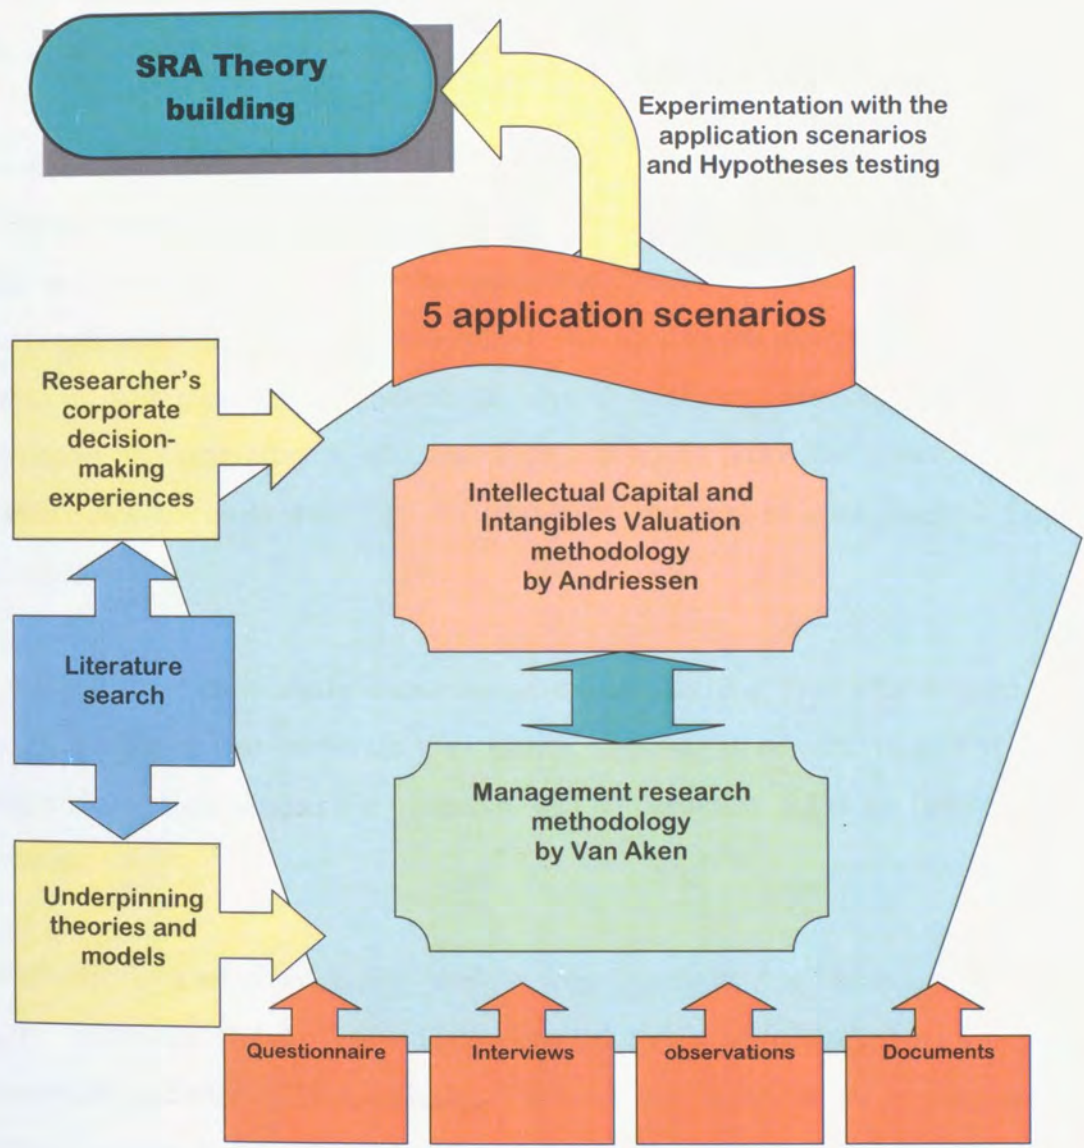 SRA Theory
building
Experimentation with the
application scenarios
and Hypotheses testing
5 application scenarios
Researcher's
corporate
decision-
making
experiences
Intellectual Capital and
Intangibles Valuation
methodology
by Andriessen
Literature
search
Management research
methodology
by Van Aken
Underpinning
theories and
models
Questionnaire
Interviews
observations
Documents